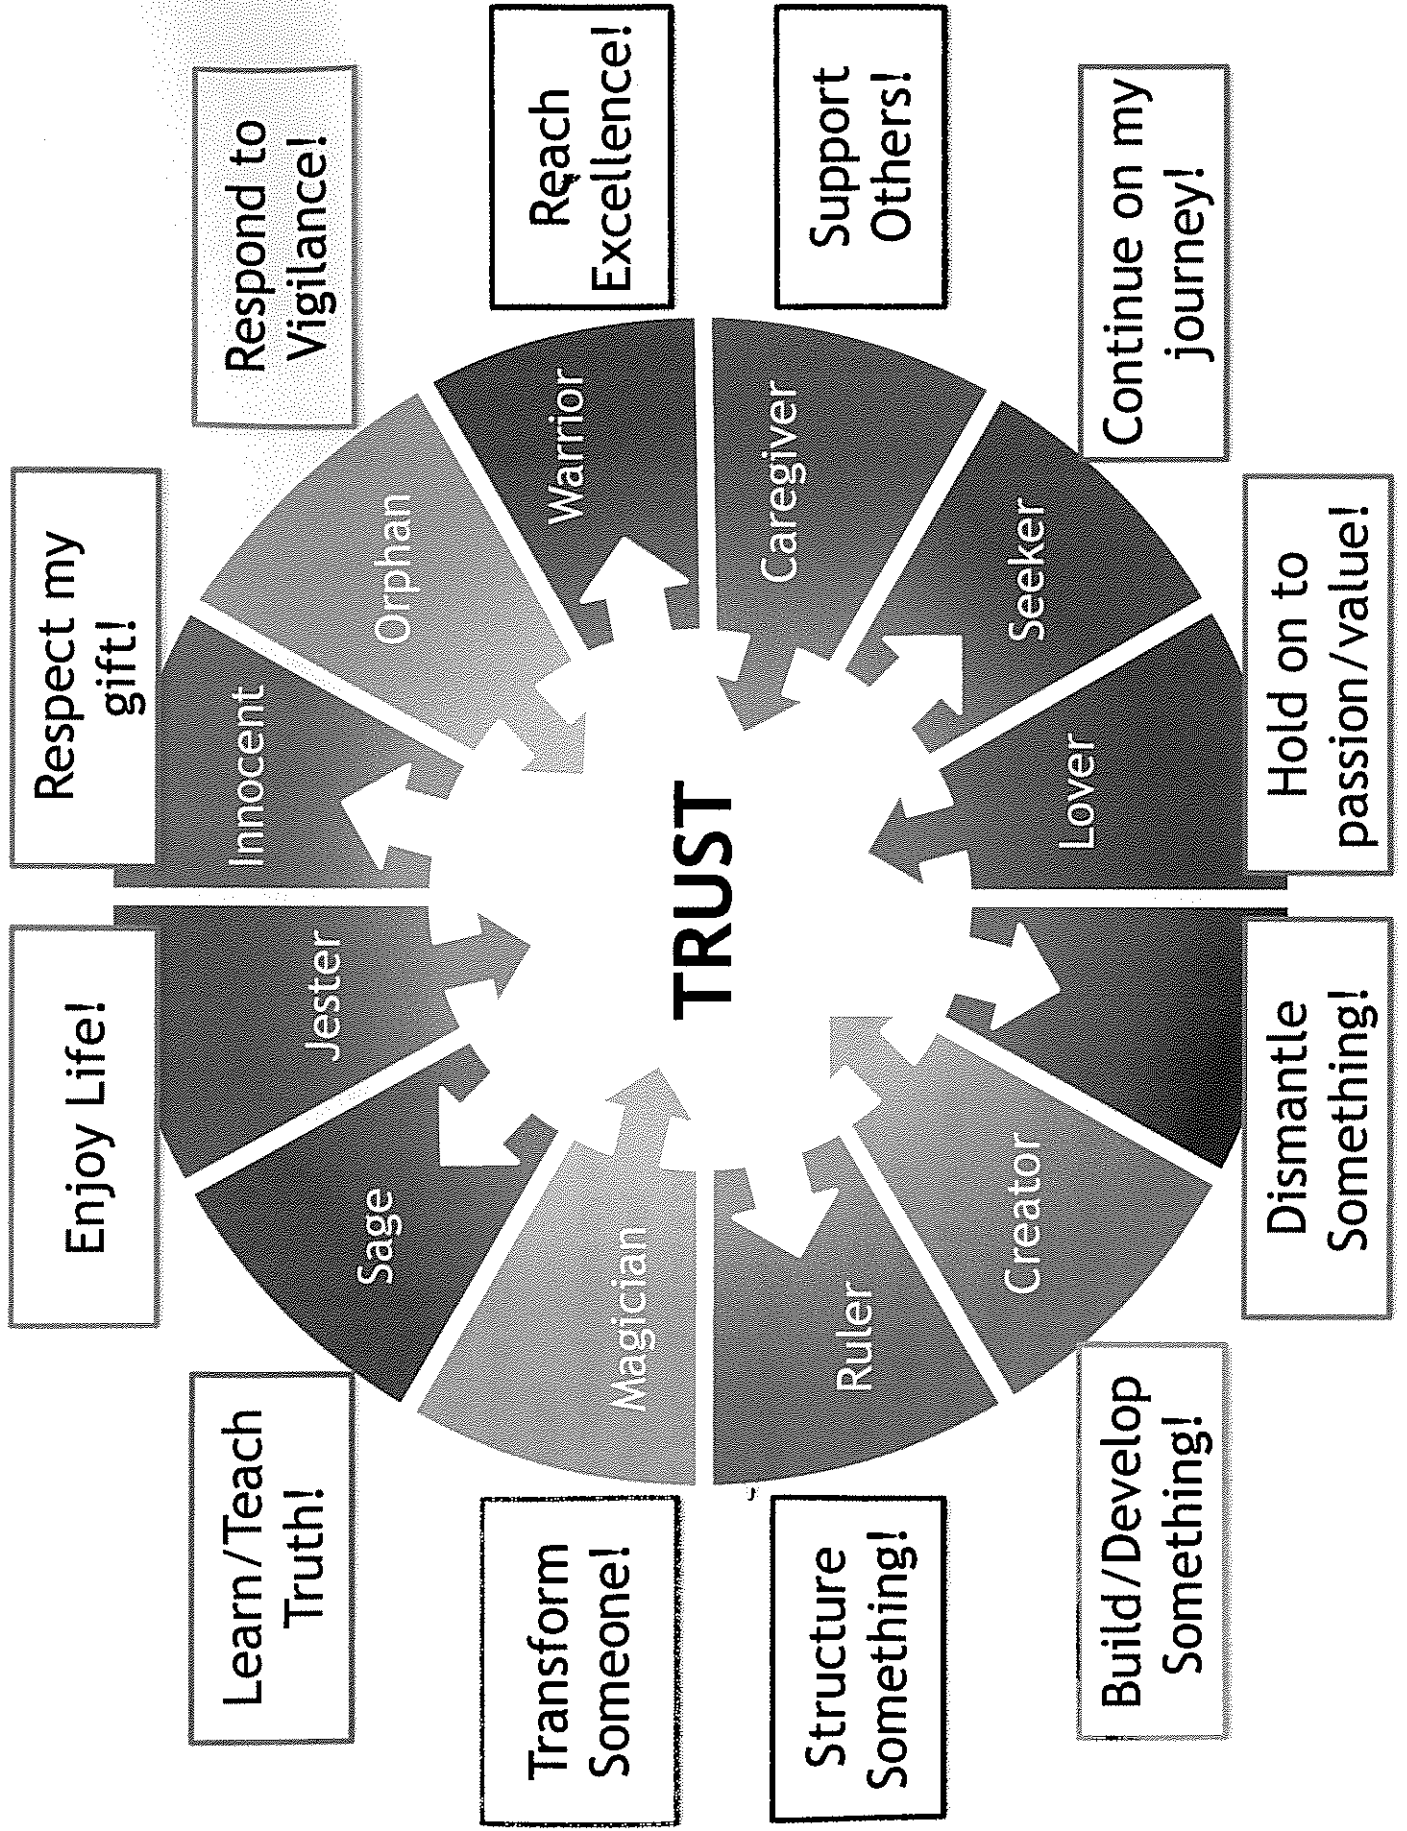 Respect my
gift!
Respond to
Vigilance!
Reach
Excellence!
Support
Others!
Continue on my
journey!
Hold on to
passion/value!
Dismantle
Something!
Build/Develop
Something!
Structure
Something!
Transform
Someone!
Learn/Teach
Truth!
Enjoy Life!
Innocent
Orphan
Warrior
Caregiver
Seeker
Lover
Creator
Ruler
Magician
Sage
Jester
TRUST